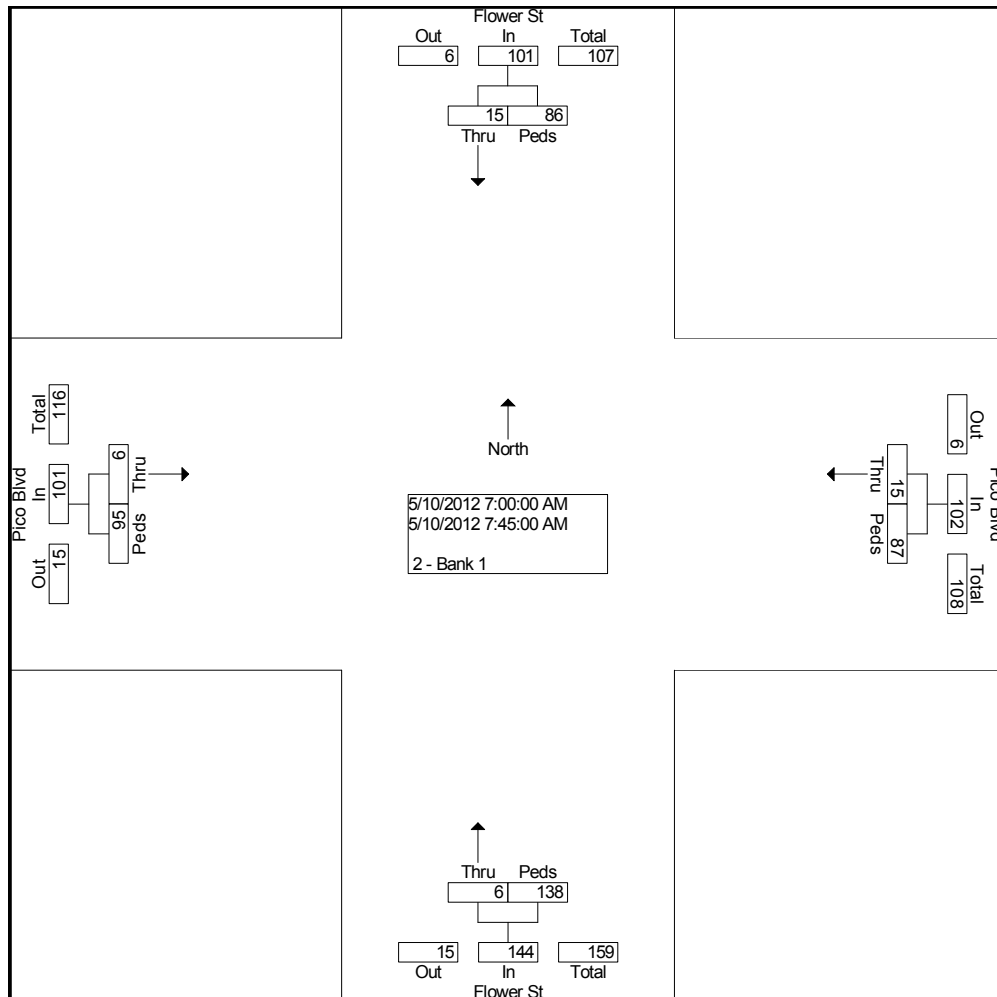 Flower St
Out In Total
6 101 107
15 86
Thru Peds
Total 116
Pico Blvd
In 101
Out 15
6 Thru
95 Peds
North
5/10/2012 7:00:00 AM
5/10/2012 7:45:00 AM
2 - Bank 1
Thru 15
Peds 87
Out 6
In 102
Total 108
Pico Blvd
Thru Peds
6 138
15 144 159
Out In Total
Flower St